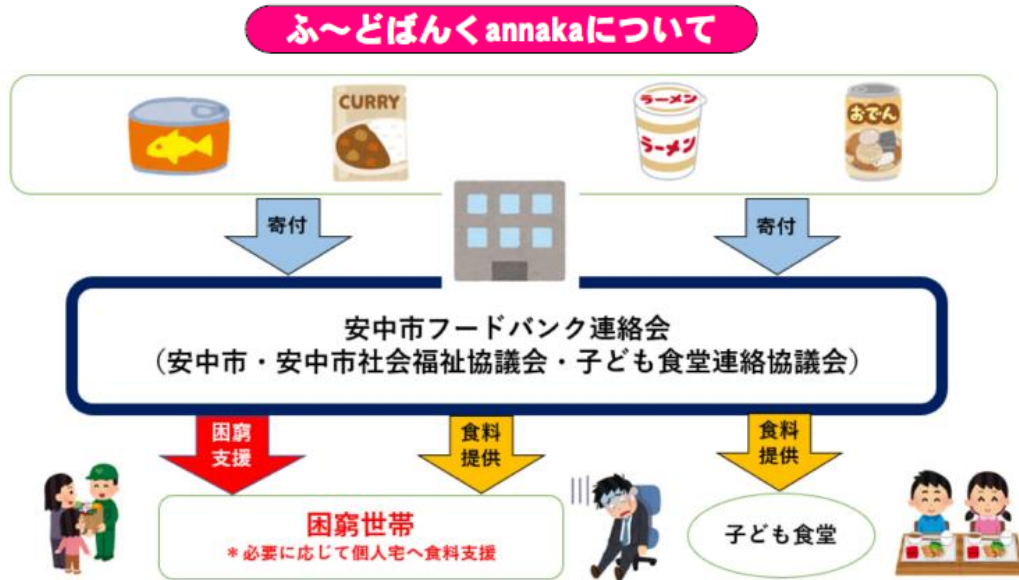 ふ～どばんくannakaについて
CURRY
ラーメン
ラーメン
おでん
寄付
寄付
安中市フードバンク連絡会
（安中市・安中市社会福祉協議会・子ども食堂連絡協議会）
困窮
支援
食料
提供
食料
提供
困窮世帯
＊必要に応じて個人宅へ食料支援
子ども食堂